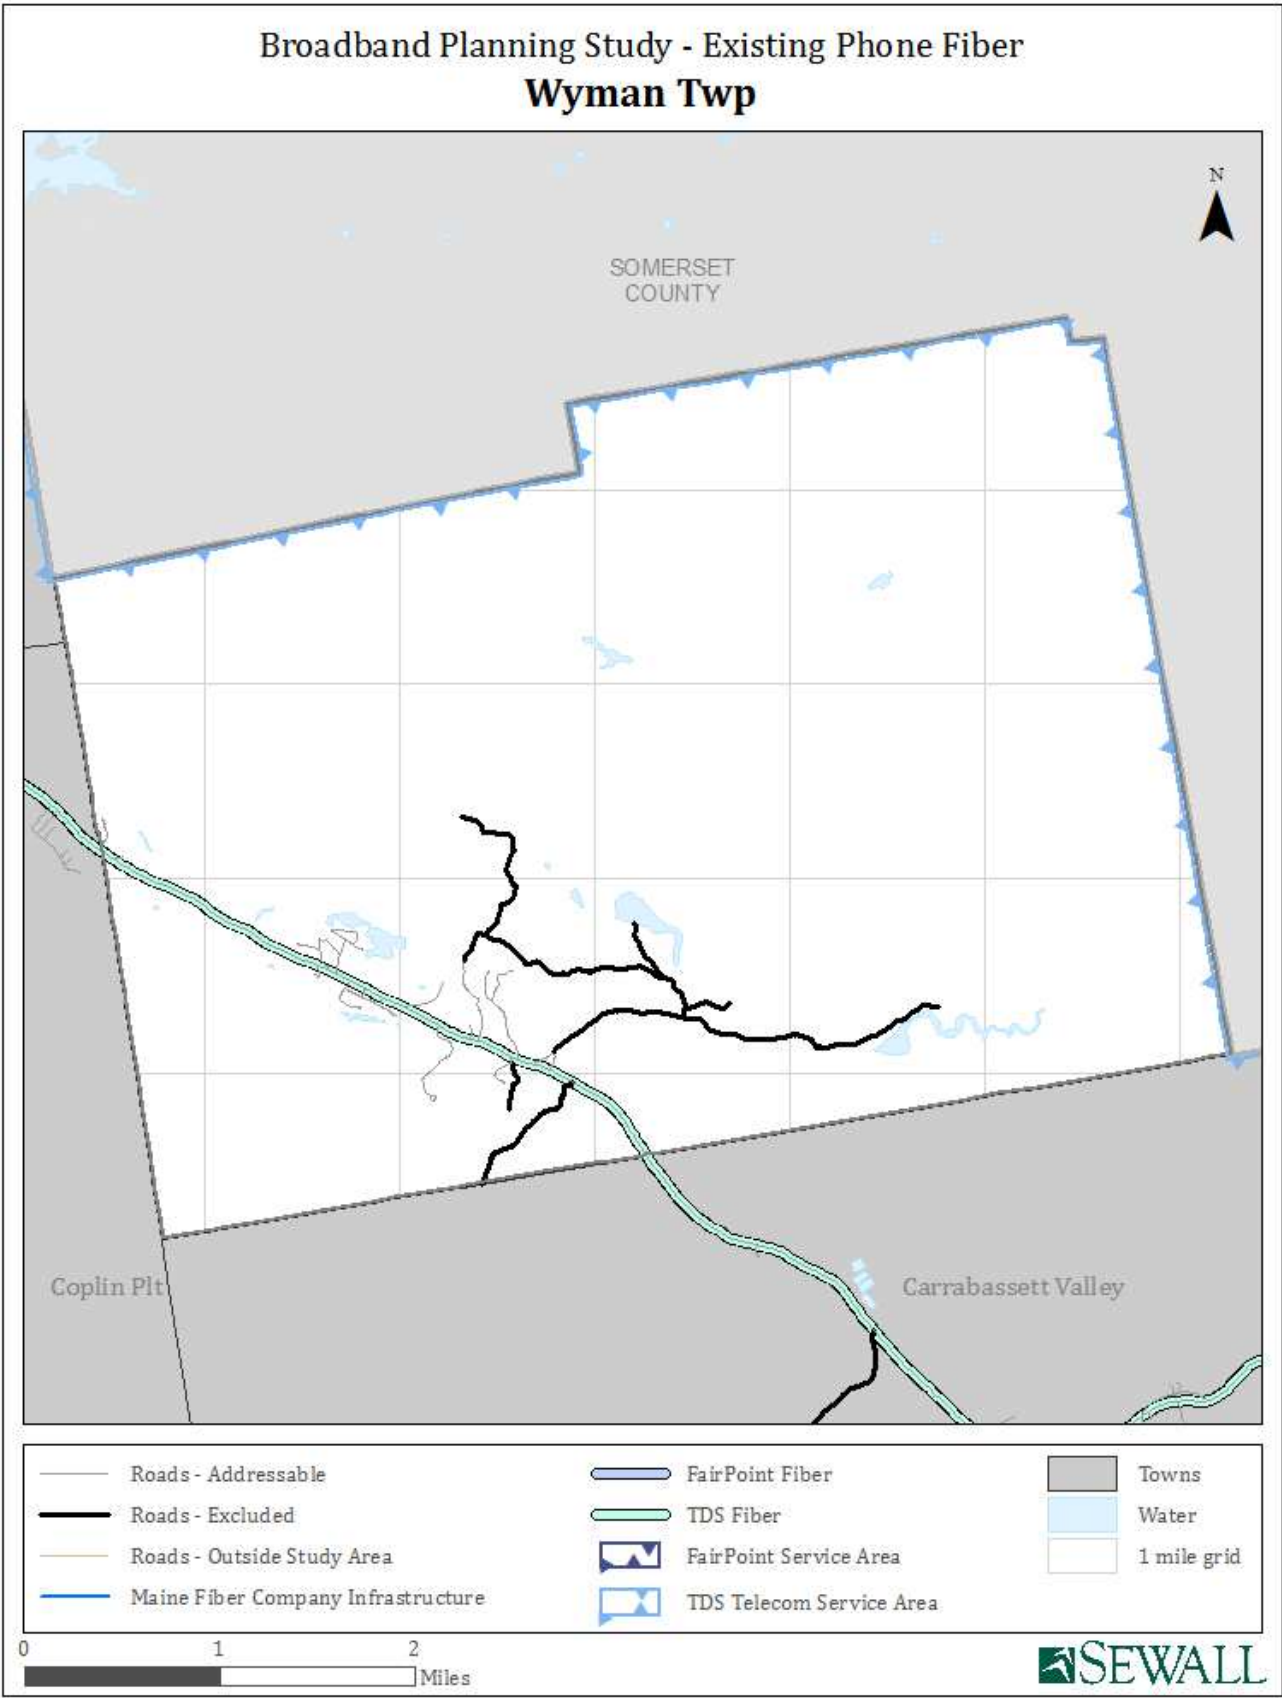 Broadband Planning Study - Existing Phone Fiber
Wyman Twp
N
SOMERSET
COUNTY
Coplin Plt
Carrabassett Valley
Roads - Addressable
Roads - Excluded
Roads - Outside Study Area
Maine Fiber Company Infrastructure
FairPoint Fiber
TDS Fiber
FairPoint Service Area
TDS Telecom Service Area
Towns
Water
1 mile grid
0 1 2
Miles
SEWALL